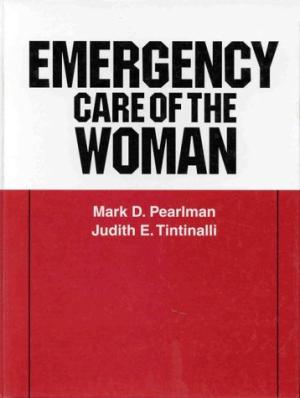 EMERGENCY
CARE OF THE
WOMAN
Mark D. Pearlman
Judith E. Tintinalli